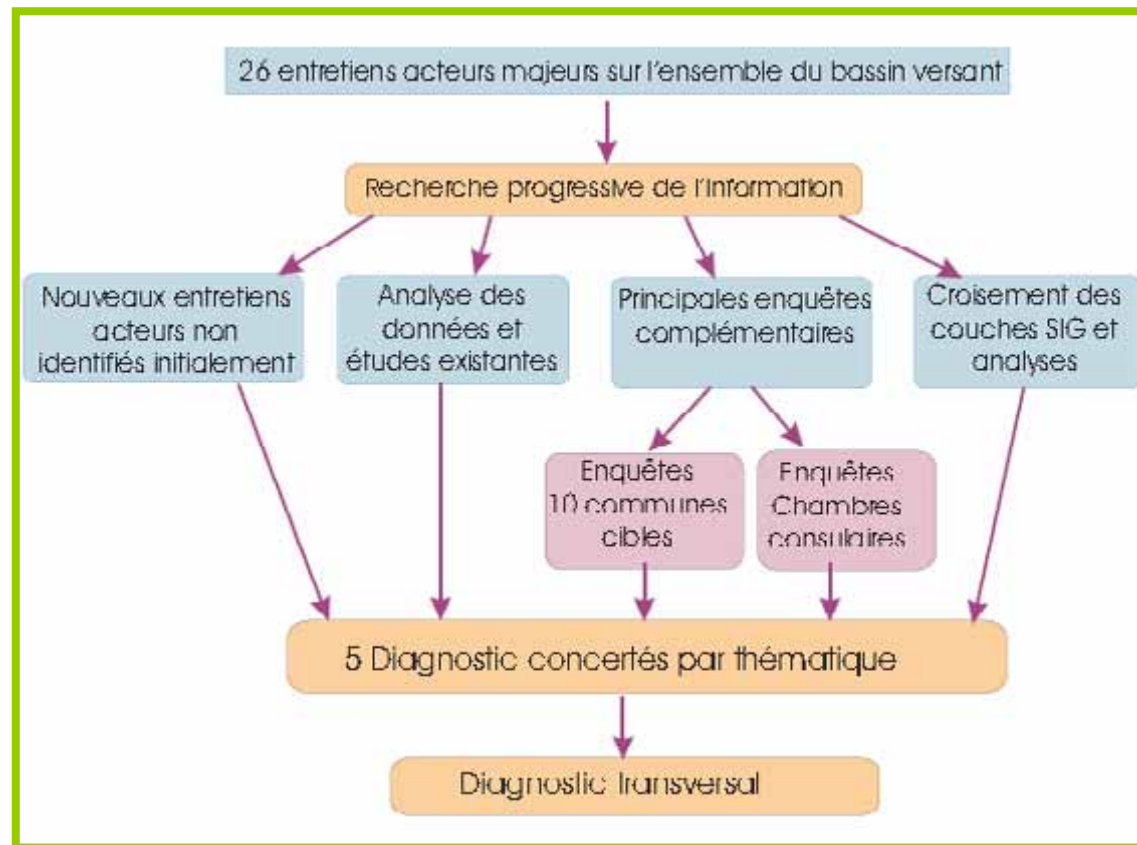 26 entretiens acteurs majeurs sur l'ensemble du bassin versant
Recherche progressive de l'information
Nouveaux entretiens
acteurs non
identifiés initialement
Analyse des
données et
études existantes
Principales enquêtes
complémentaires
Croisement des
couches SIG et
analyses
Enquêtes
10 communes
cibles
Enquêtes
Chambres
consulaires
5 Diagnostic concertés par thématique
Diagnostic transversal